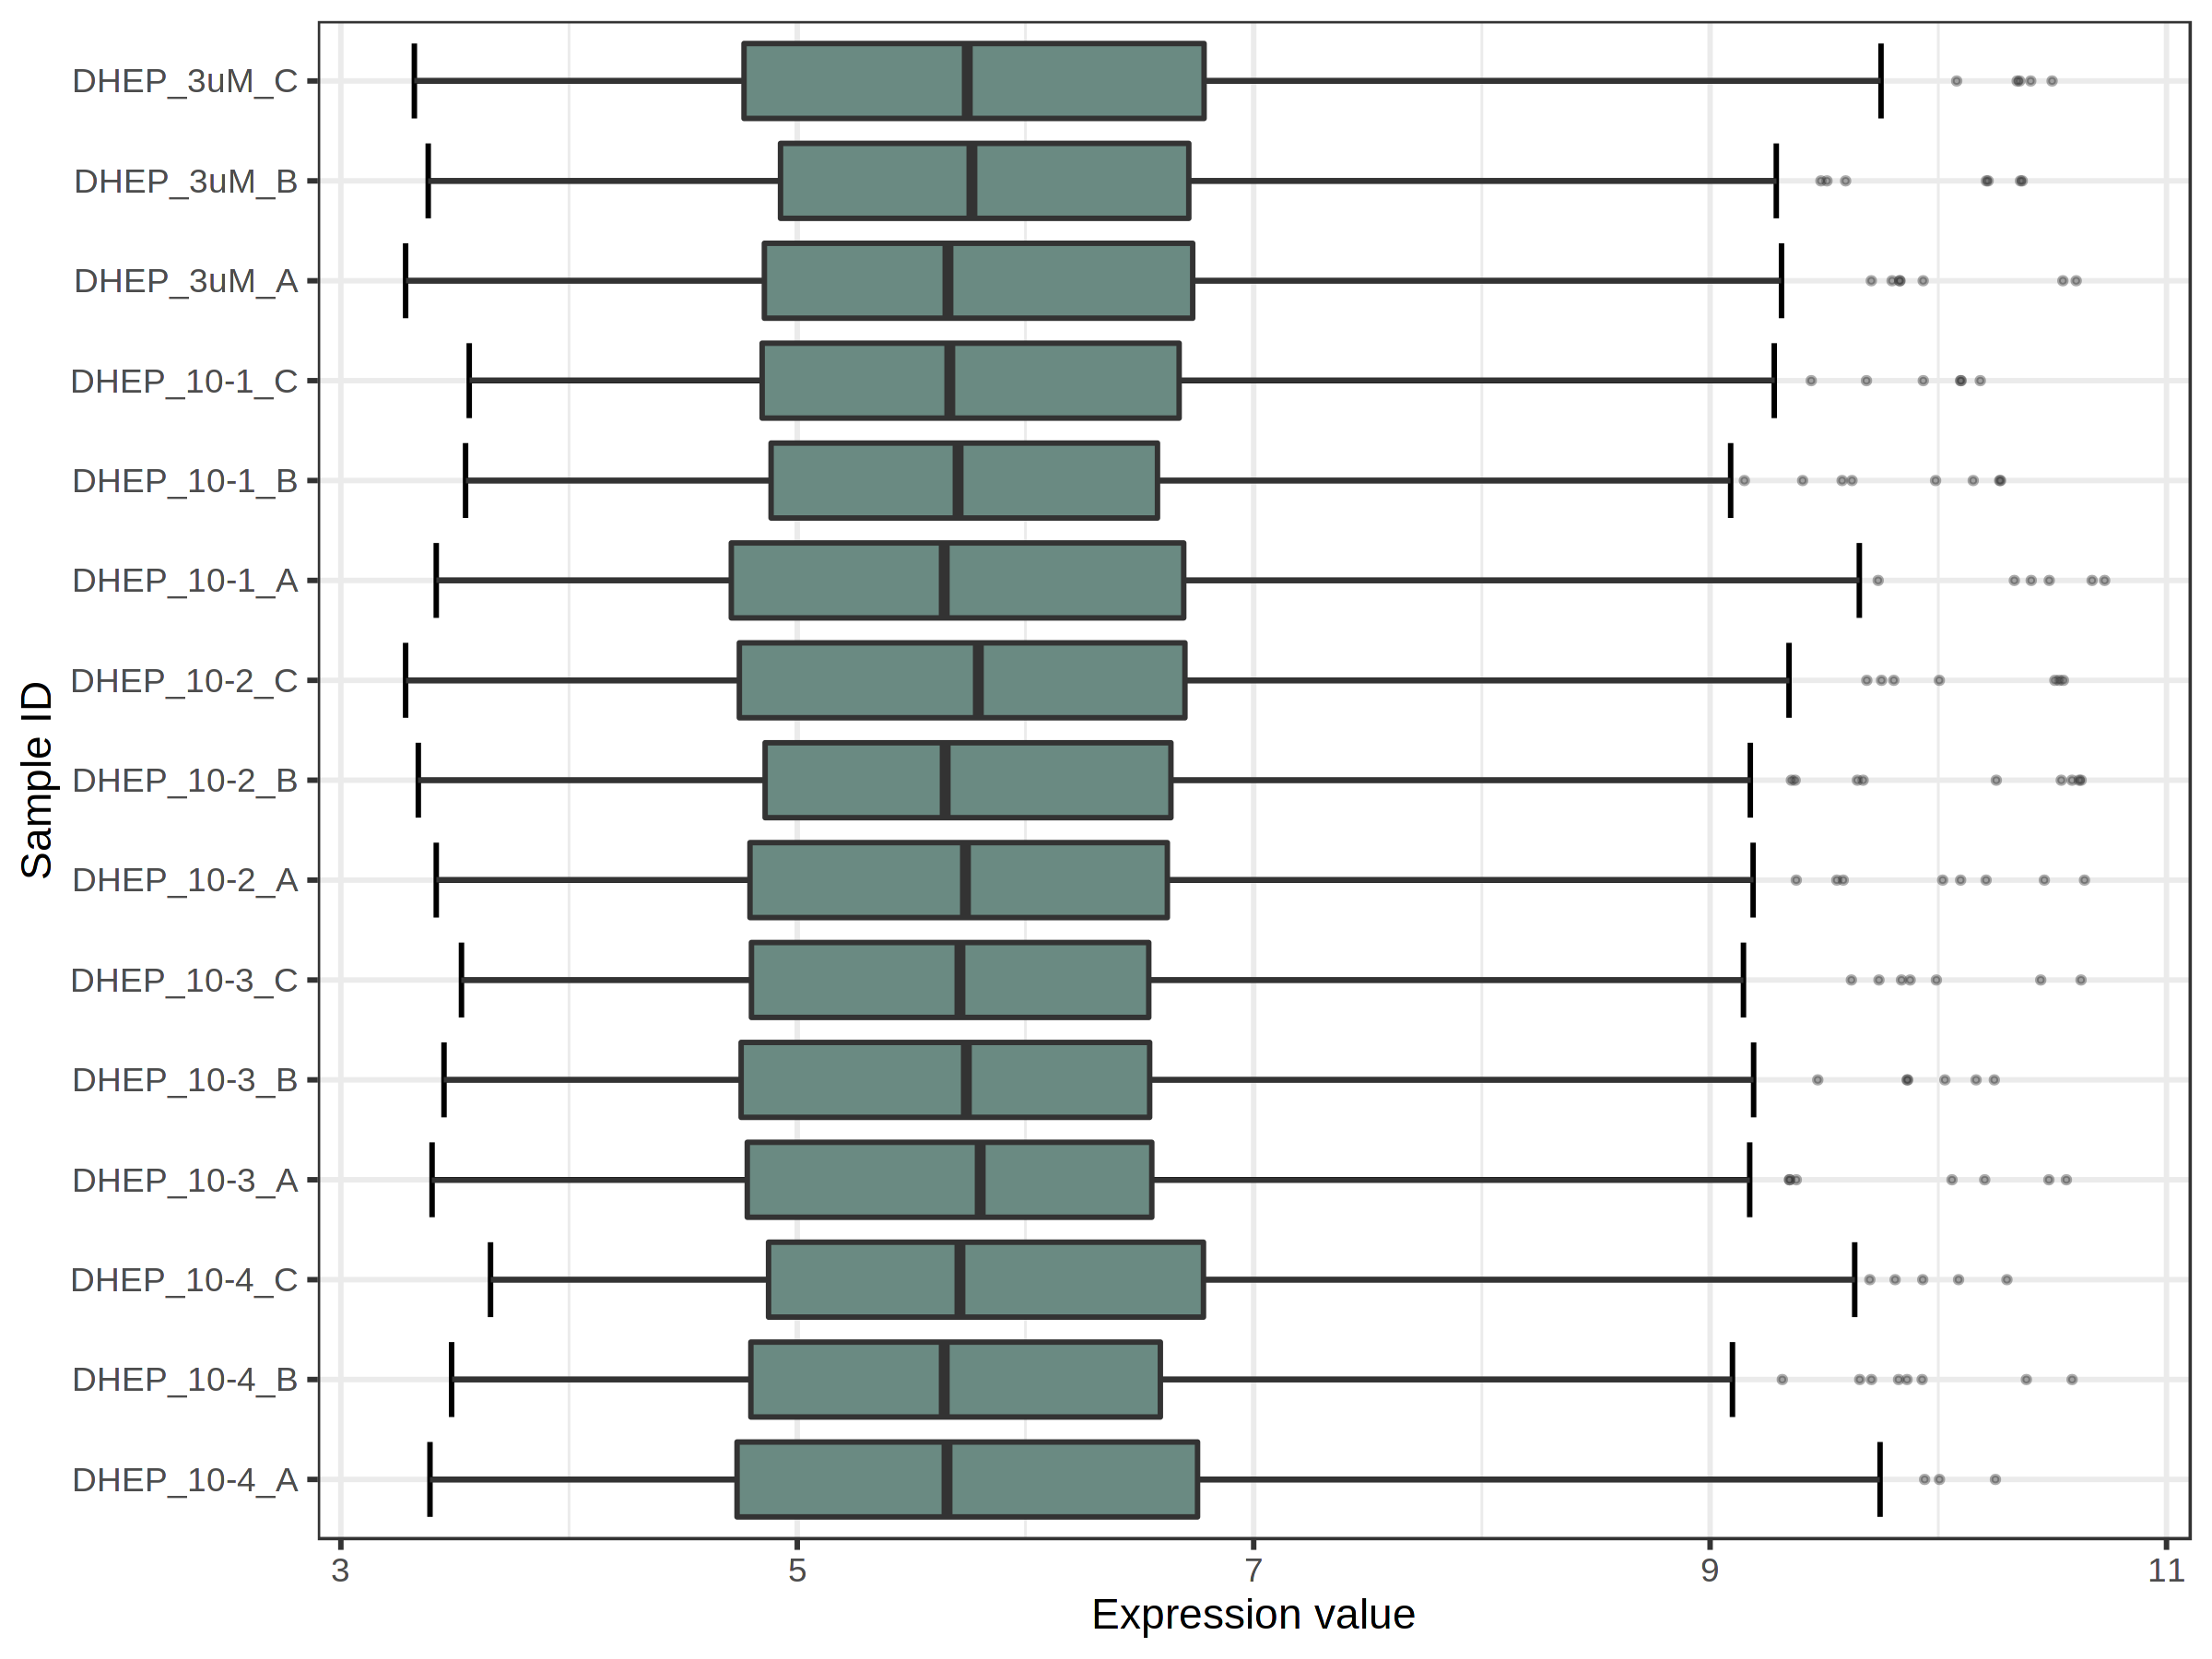 DHEP_3uM_C
DHEP_3uM_B
DHEP_3uM_A
DHEP_10-1_C
DHEP_10-1_B
DHEP_10-1_A
DHEP_10-2_C
DHEP_10-2_B
DHEP_10-2_A
DHEP_10-3_C
DHEP_10-3_B
DHEP_10-3_A
DHEP_10-4_C
DHEP_10-4_B
DHEP_10-4_A
Sample ID
3 5 7 9 11
Expression value